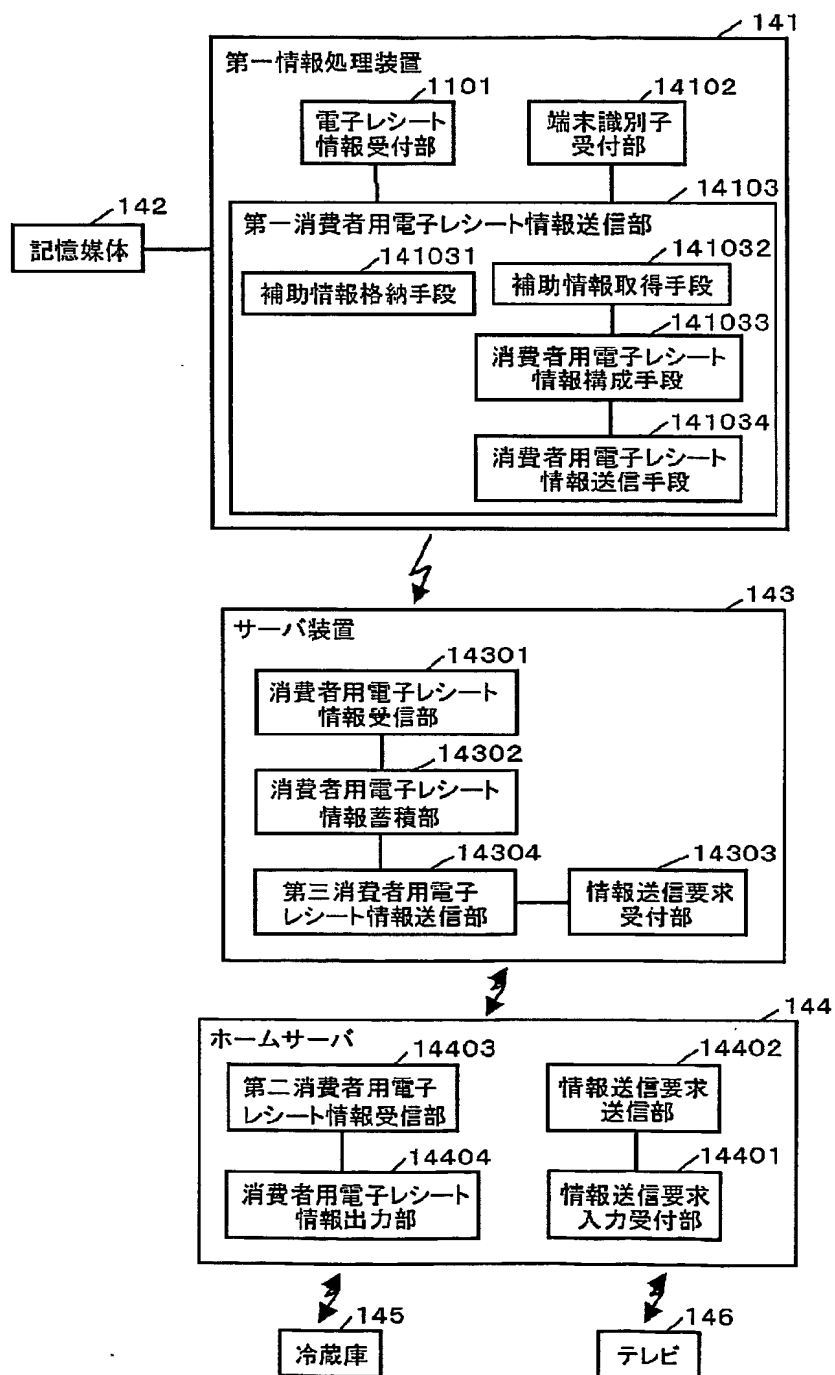 141
第一情報処理装置
1101
14102
電子レシート
情報受付部
端末識別子
受付部
14103
142
記憶媒体
第一消費者用電子レシート情報送信部
141031
補助情報格納手段
141032
補助情報取得手段
141033
消費者用電子レシート
情報構成手段
141034
消費者用電子レシート
情報送信手段
143
サーバ装置
14301
消費者用電子レシート
情報受信部
14302
消費者用電子レシート
情報蓄積部
14304
第三消費者用電子
レシート情報送信部
14303
情報送信要求
受付部
144
ホームサーバ
14403
第二消費者用電子
レシート情報受信部
14402
情報送信要求
送信部
14404
消費者用電子レシート
情報出力部
14401
情報送信要求
入力受付部
145
冷蔵庫
146
テレビ